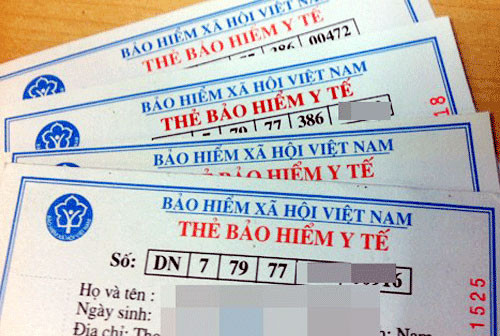 BẢO HIỂM XÃ HỘI VIỆT NAM
THẺ BẢO HIỂM Y TẾ
77 386 00472
BẢO HIỂM XÃ HỘI VIỆT NAM
THẺ BẢO HIỂM Y TẾ
7 79 77 386
18
BẢO HIỂM XÃ HỘI VIỆT NAM
THẺ BẢO HIỂM Y TẾ
BẢO HIỂM XÃ HỘI VIỆT NAM
THẺ BẢO HIỂM Y TẾ
Số: DN 7 79 77
Họ và tên :
Ngày sinh:
Nam
Địa chỉ:
1525